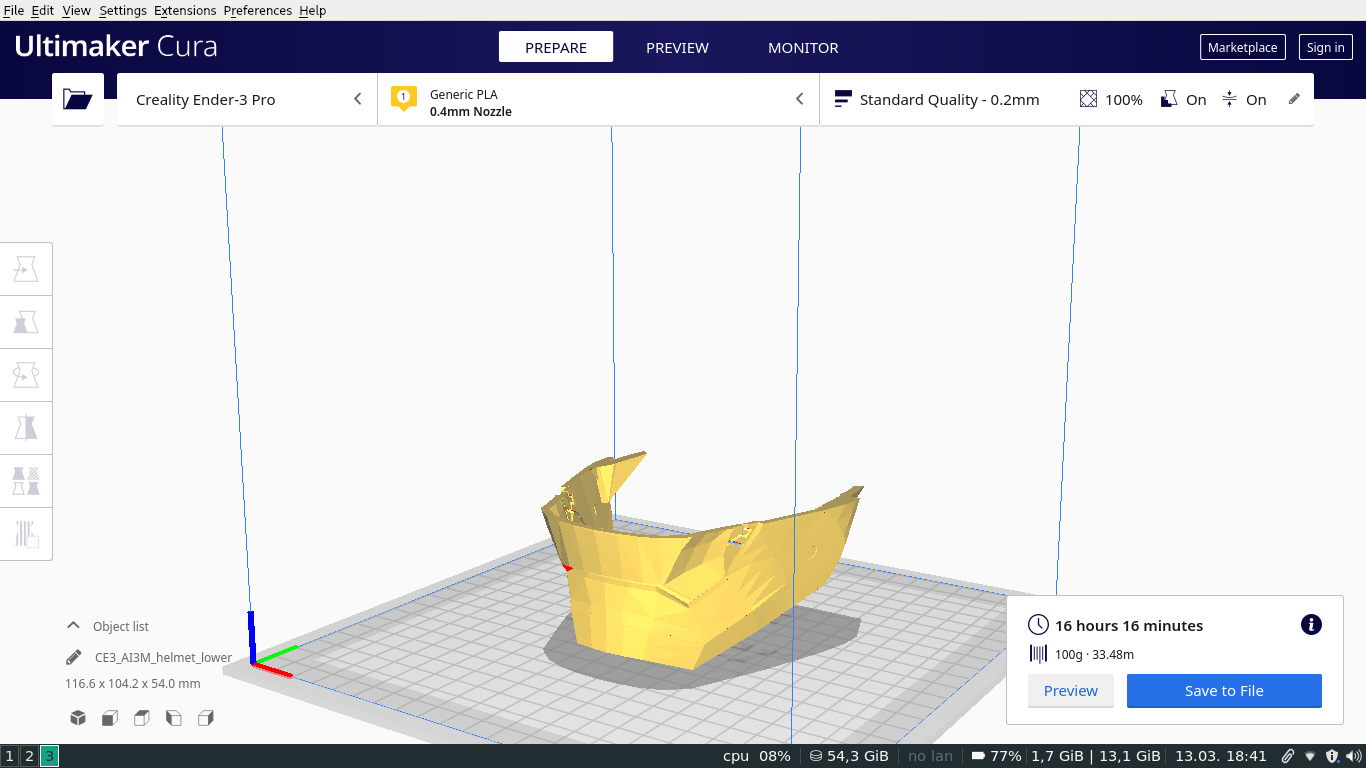 File Edit View Settings Extensions Preferences Help
Ultimaker Cura
PREPARE PREVIEW MONITOR
Marketplace Sign in
Creality Ender-3 Pro
1
Generic PLA
0.4mm Nozzle
Standard Quality - 0.2mm 100% On On
Object list
CE3_AI3M_helmet_lower
116.6 x 104.2 x 54.0 mm
16 hours 16 minutes
100g · 33.48m
Preview Save to File
1 2 3 cpu 08% 54,3 GiB no lan 77% 1,7 GiB | 13,1 GiB 13.03. 18:41